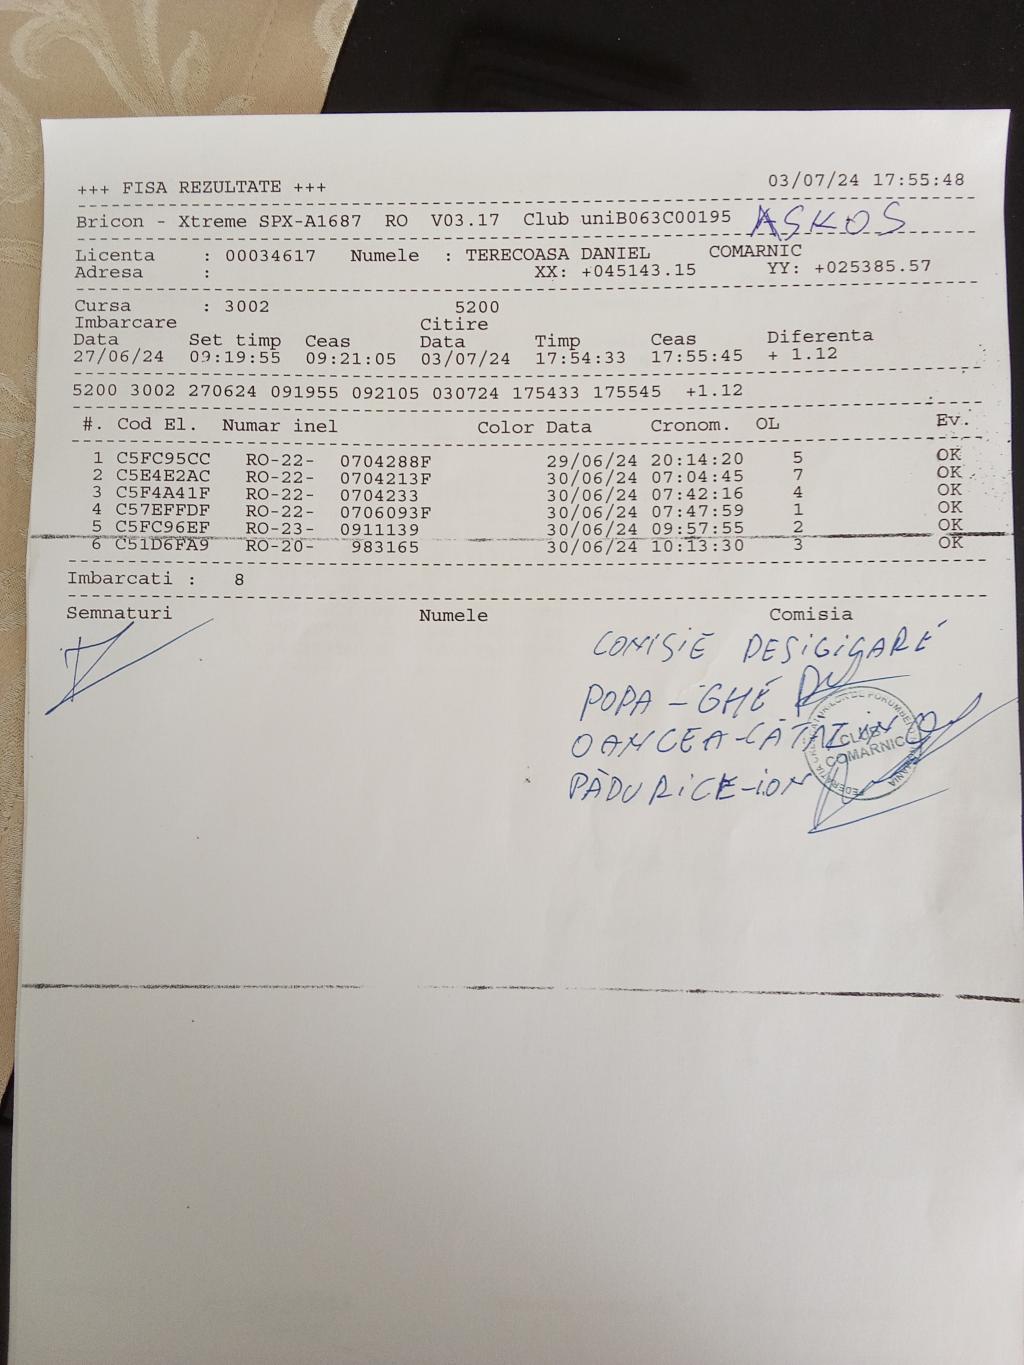 +++ FISA REZULTATE +++ 03/07/24 17:55:48
Bricon - Xtreme SPX-A1687 RO V03.17 Club uniB063C00195 ASKOS
Licenta : 00034617 Numele : TERECOASA DANIEL COMARNIC
Adresa : XX: +045143.15 YY: +025385.57
Cursa : 3002 5200
Imbarcare Citire
Data Set timp Ceas Data Timp Ceas Diferenta
27/06/24 09:19:55 09:21:05 03/07/24 17:54:33 17:55:45 + 1.12
5200 3002 270624 091955 092105 030724 175433 175545 +1.12
#. Cod El. Numar inel Color Data Cronom. OL Ev.
1 C5FC95CC RO-22- 0704288F 29/06/24 20:14:20 5 OK
2 C5E4E2AC RO-22- 0704213F 30/06/24 07:04:45 7 OK
3 C5F4A41F RO-22- 0704233 30/06/24 07:42:16 4 OK
4 C57EFFDF RO-22- 0706093F 30/06/24 07:47:59 1 OK
5 C5FC96EF RO-23- 0911139 30/06/24 09:57:55 2 OK
6 C51D6FA9 RO-20- 983165 30/06/24 10:13:30 3 OK
Imbarcati : 8
Semnaturi Numele Comisia
COMISIE DESIGIGARE
POPA - GHE
OANCEA-CĂTĂLIN
PĂDURICE-ION
CLUB
COMARNIC